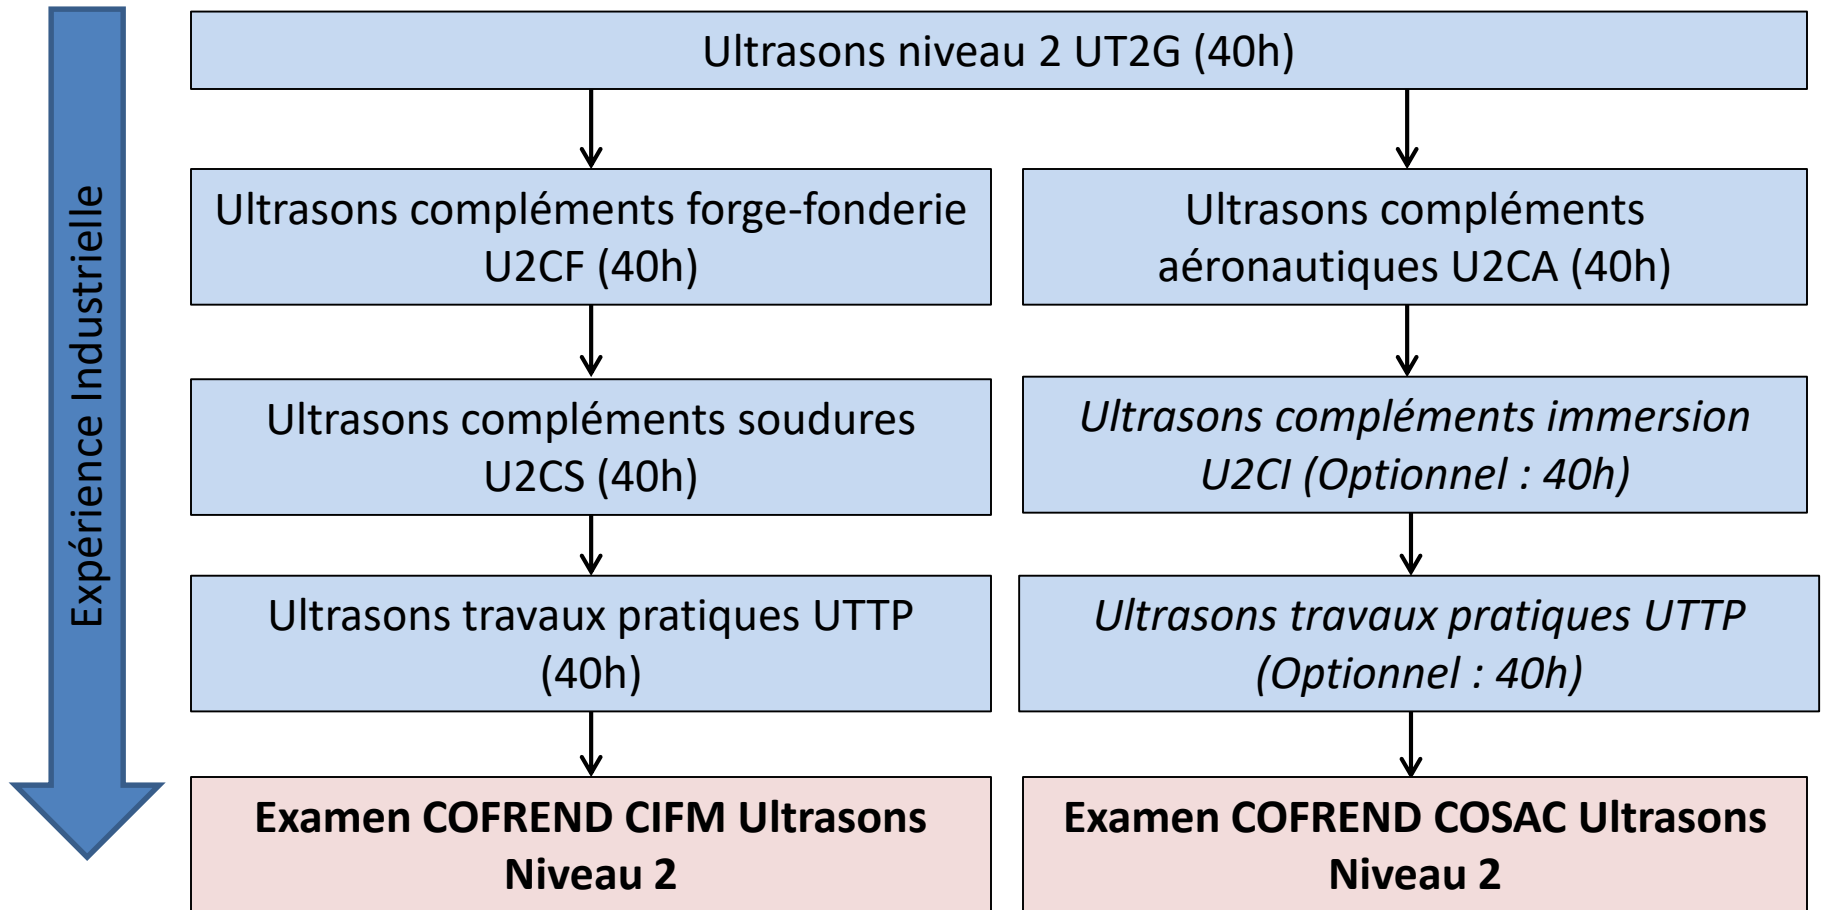 Ultrasons niveau 2 UT2G (40h)
Expérience Industrielle
Ultrasons compléments forge-fonderie
U2CF (40h)
Ultrasons compléments
aéronautiques U2CA (40h)
Ultrasons compléments soudures
U2CS (40h)
Ultrasons compléments immersion
U2CI (Optionnel : 40h)
Ultrasons travaux pratiques UTTP
(40h)
Ultrasons travaux pratiques UTTP
(Optionnel : 40h)
Examen COFREND CIFM Ultrasons
Niveau 2
Examen COFREND COSAC Ultrasons
Niveau 2